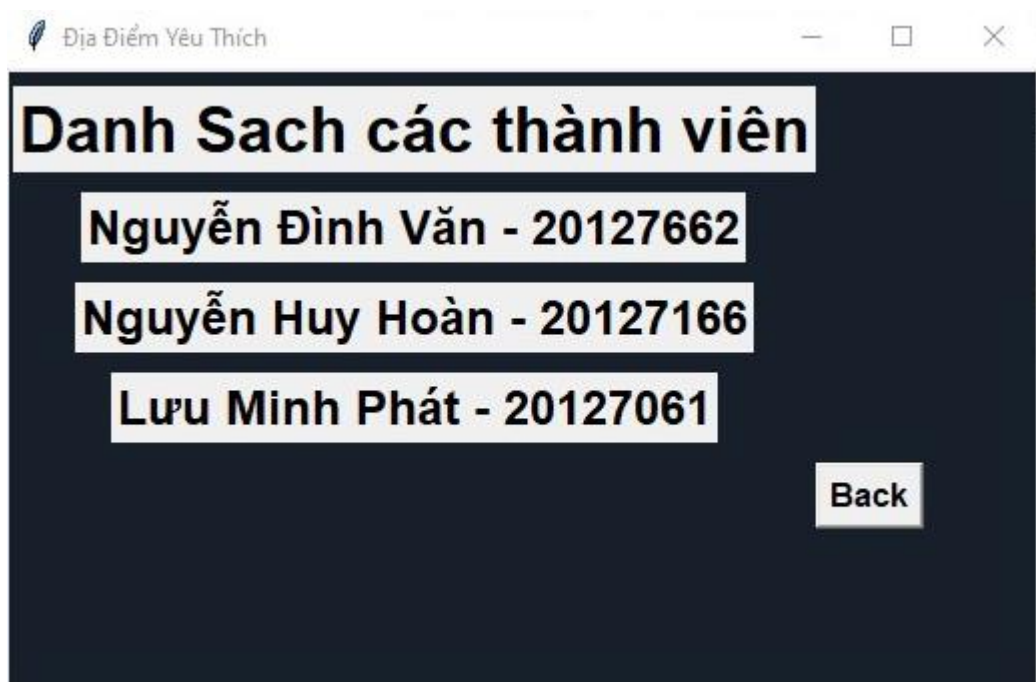 Địa Điểm Yêu Thích
Danh Sach các thành viên
Nguyễn Đình Văn - 20127662
Nguyễn Huy Hoàn - 20127166
Lưu Minh Phát - 20127061
Back